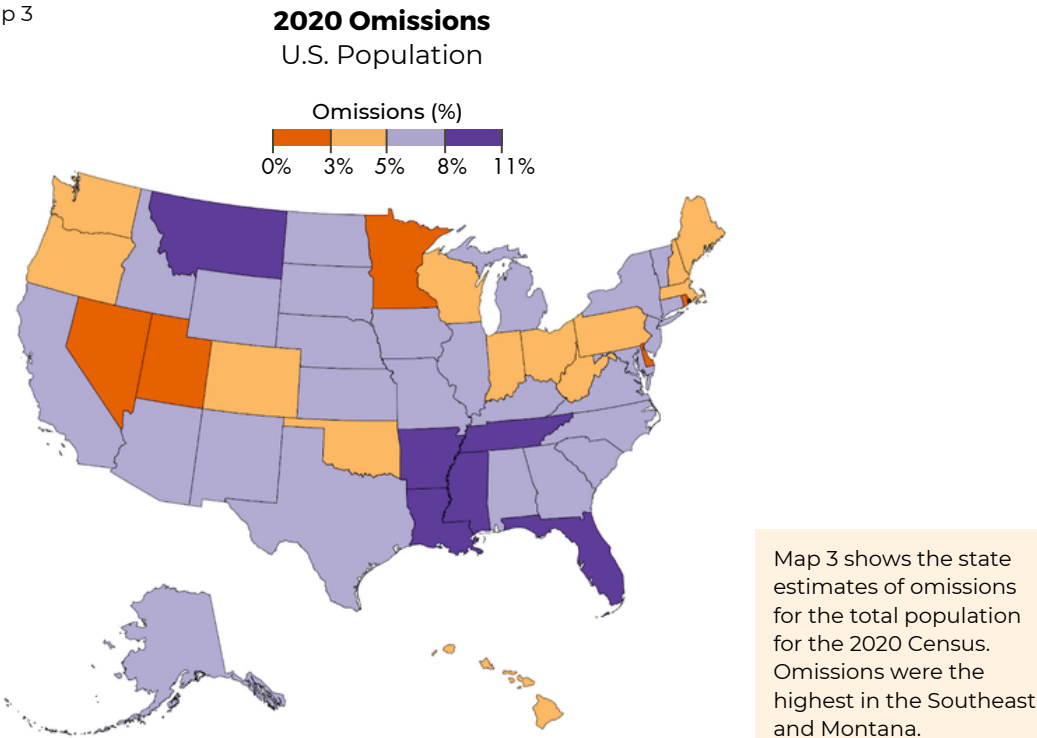 p 3
2020 Omissions
U.S. Population
Omissions (%)
0% 3% 5% 8% 11%
Map 3 shows the state
estimates of omissions
for the total population
for the 2020 Census.
Omissions were the
highest in the Southeast
and Montana.